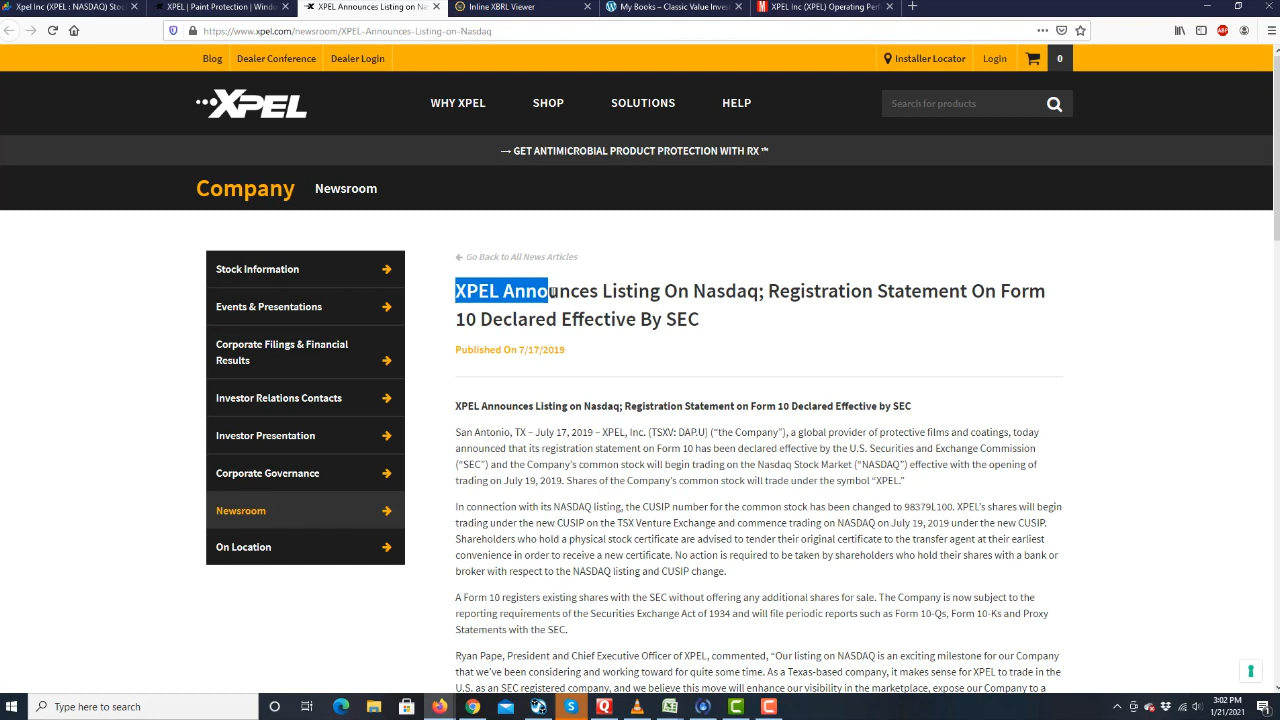 Xpel Inc (XPEL : NASDAQ) Stoc
XPEL | Paint Protection | Windo
XPEL Announces Listing on Na
Inline XBRL Viewer
My Books – Classic Value Invest
XPEL Inc (XPEL) Operating Perf
https://www.xpel.com/newsroom/XPEL-Announces-Listing-on-Nasdaq
ABP
Blog
Dealer Conference
Dealer Login
Installer Locator
Login
0
XPEL
WHY XPEL
SHOP
SOLUTIONS
HELP
Search for products
→ GET ANTIMICROBIAL PRODUCT PROTECTION WITH RX ™
Company
Newsroom
Stock Information
Events & Presentations
Corporate Filings & Financial
Results
Investor Relations Contacts
Investor Presentation
Corporate Governance
Newsroom
On Location
Go Back to All News Articles
XPEL Announces Listing On Nasdaq; Registration Statement On Form
10 Declared Effective By SEC
Published On 7/17/2019
XPEL Announces Listing on Nasdaq; Registration Statement on Form 10 Declared Effective by SEC
San Antonio, TX – July 17, 2019 – XPEL, Inc. (TSXV: DAP.U) (“the Company”), a global provider of protective films and coatings, today
announced that its registration statement on Form 10 has been declared effective by the U.S. Securities and Exchange Commission
(“SEC”) and the Company’s common stock will begin trading on the Nasdaq Stock Market (“NASDAQ”) effective with the opening of
trading on July 19, 2019. Shares of the Company’s common stock will trade under the symbol “XPEL.”
In connection with its NASDAQ listing, the CUSIP number for the common stock has been changed to 98379L100. XPEL’s shares will begin
trading under the new CUSIP on the TSX Venture Exchange and commence trading on NASDAQ on July 19, 2019 under the new CUSIP.
Shareholders who hold a physical stock certificate are advised to tender their original certificate to the transfer agent at their earliest
convenience in order to receive a new certificate. No action is required to be taken by shareholders who hold their shares with a bank or
broker with respect to the NASDAQ listing and CUSIP change.
A Form 10 registers existing shares with the SEC without offering any additional shares for sale. The Company is now subject to the
reporting requirements of the Securities Exchange Act of 1934 and will file periodic reports such as Form 10-Qs, Form 10-Ks and Proxy
Statements with the SEC.
Ryan Pape, President and Chief Executive Officer of XPEL, commented, “Our listing on NASDAQ is an exciting milestone for our Company
that we’ve been considering and working toward for quite some time. As a Texas-based company, it makes sense for XPEL to trade in the
U.S. as an SEC registered company, and we believe this move will enhance our visibility in the marketplace, expose our Company to a
Type here to search
3:02 PM
1/21/2021